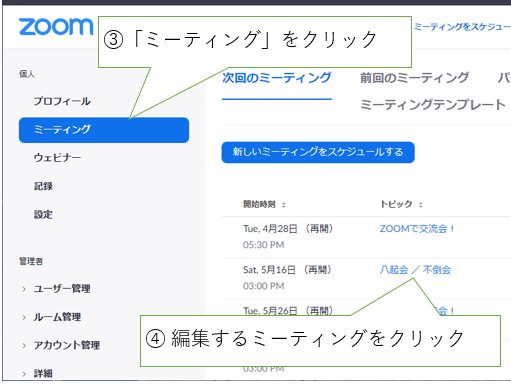 zoom
③「ミーティング」をクリック
ミーティングをスケジュー
個人
プロフィール
ミーティング
ウェビナー
記録
設定
管理者
ユーザー管理
ルーム管理
アカウント管理
詳細
次回のミーティング
前回のミーティング
パ
ミーティングテンプレート
新しいミーティングをスケジュールする
開始時刻
トピック
Tue, 4月28日 （再開）
ZOOMで交流会！
05:30 PM
Sat, 5月16日 （再開）
八起会 ／ 不倒会
03:00 PM
Tue, 5月26日 （再開）
会！
④ 編集するミーティングをクリック
03:00 PM